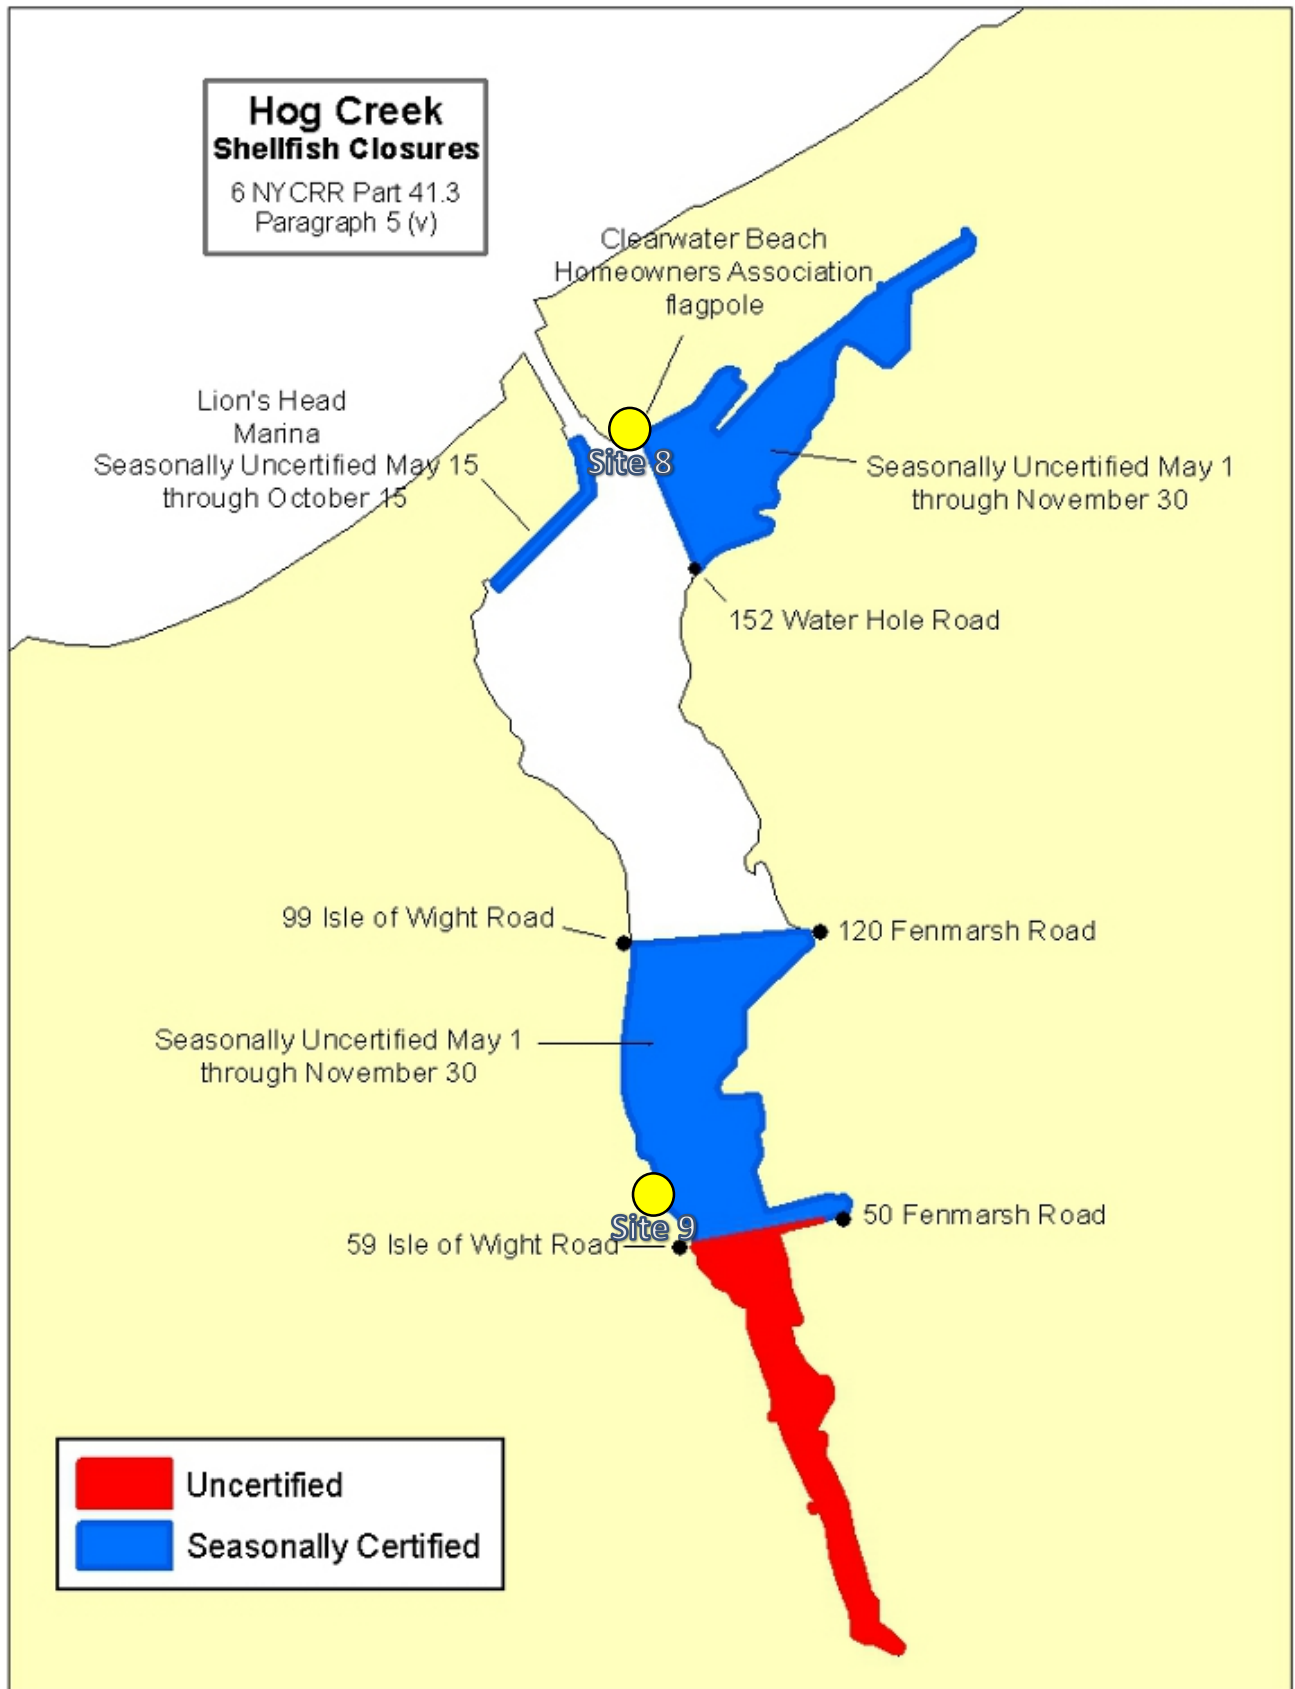 Hog Creek
Shellfish Closures
6 NYCRR Part 41.3
Paragraph 5 (v)
Clearwater Beach
Homeowners Association
flagpole
Lion's Head
Marina
Seasonally Uncertified May 15
through October 15
Site 8
Seasonally Uncertified May 1
through November 30
152 Water Hole Road
99 Isle of Wight Road
120 Fenmarsh Road
Seasonally Uncertified May 1
through November 30
Site 9
50 Fenmarsh Road
59 Isle of Wight Road
Uncertified
Seasonally Certified